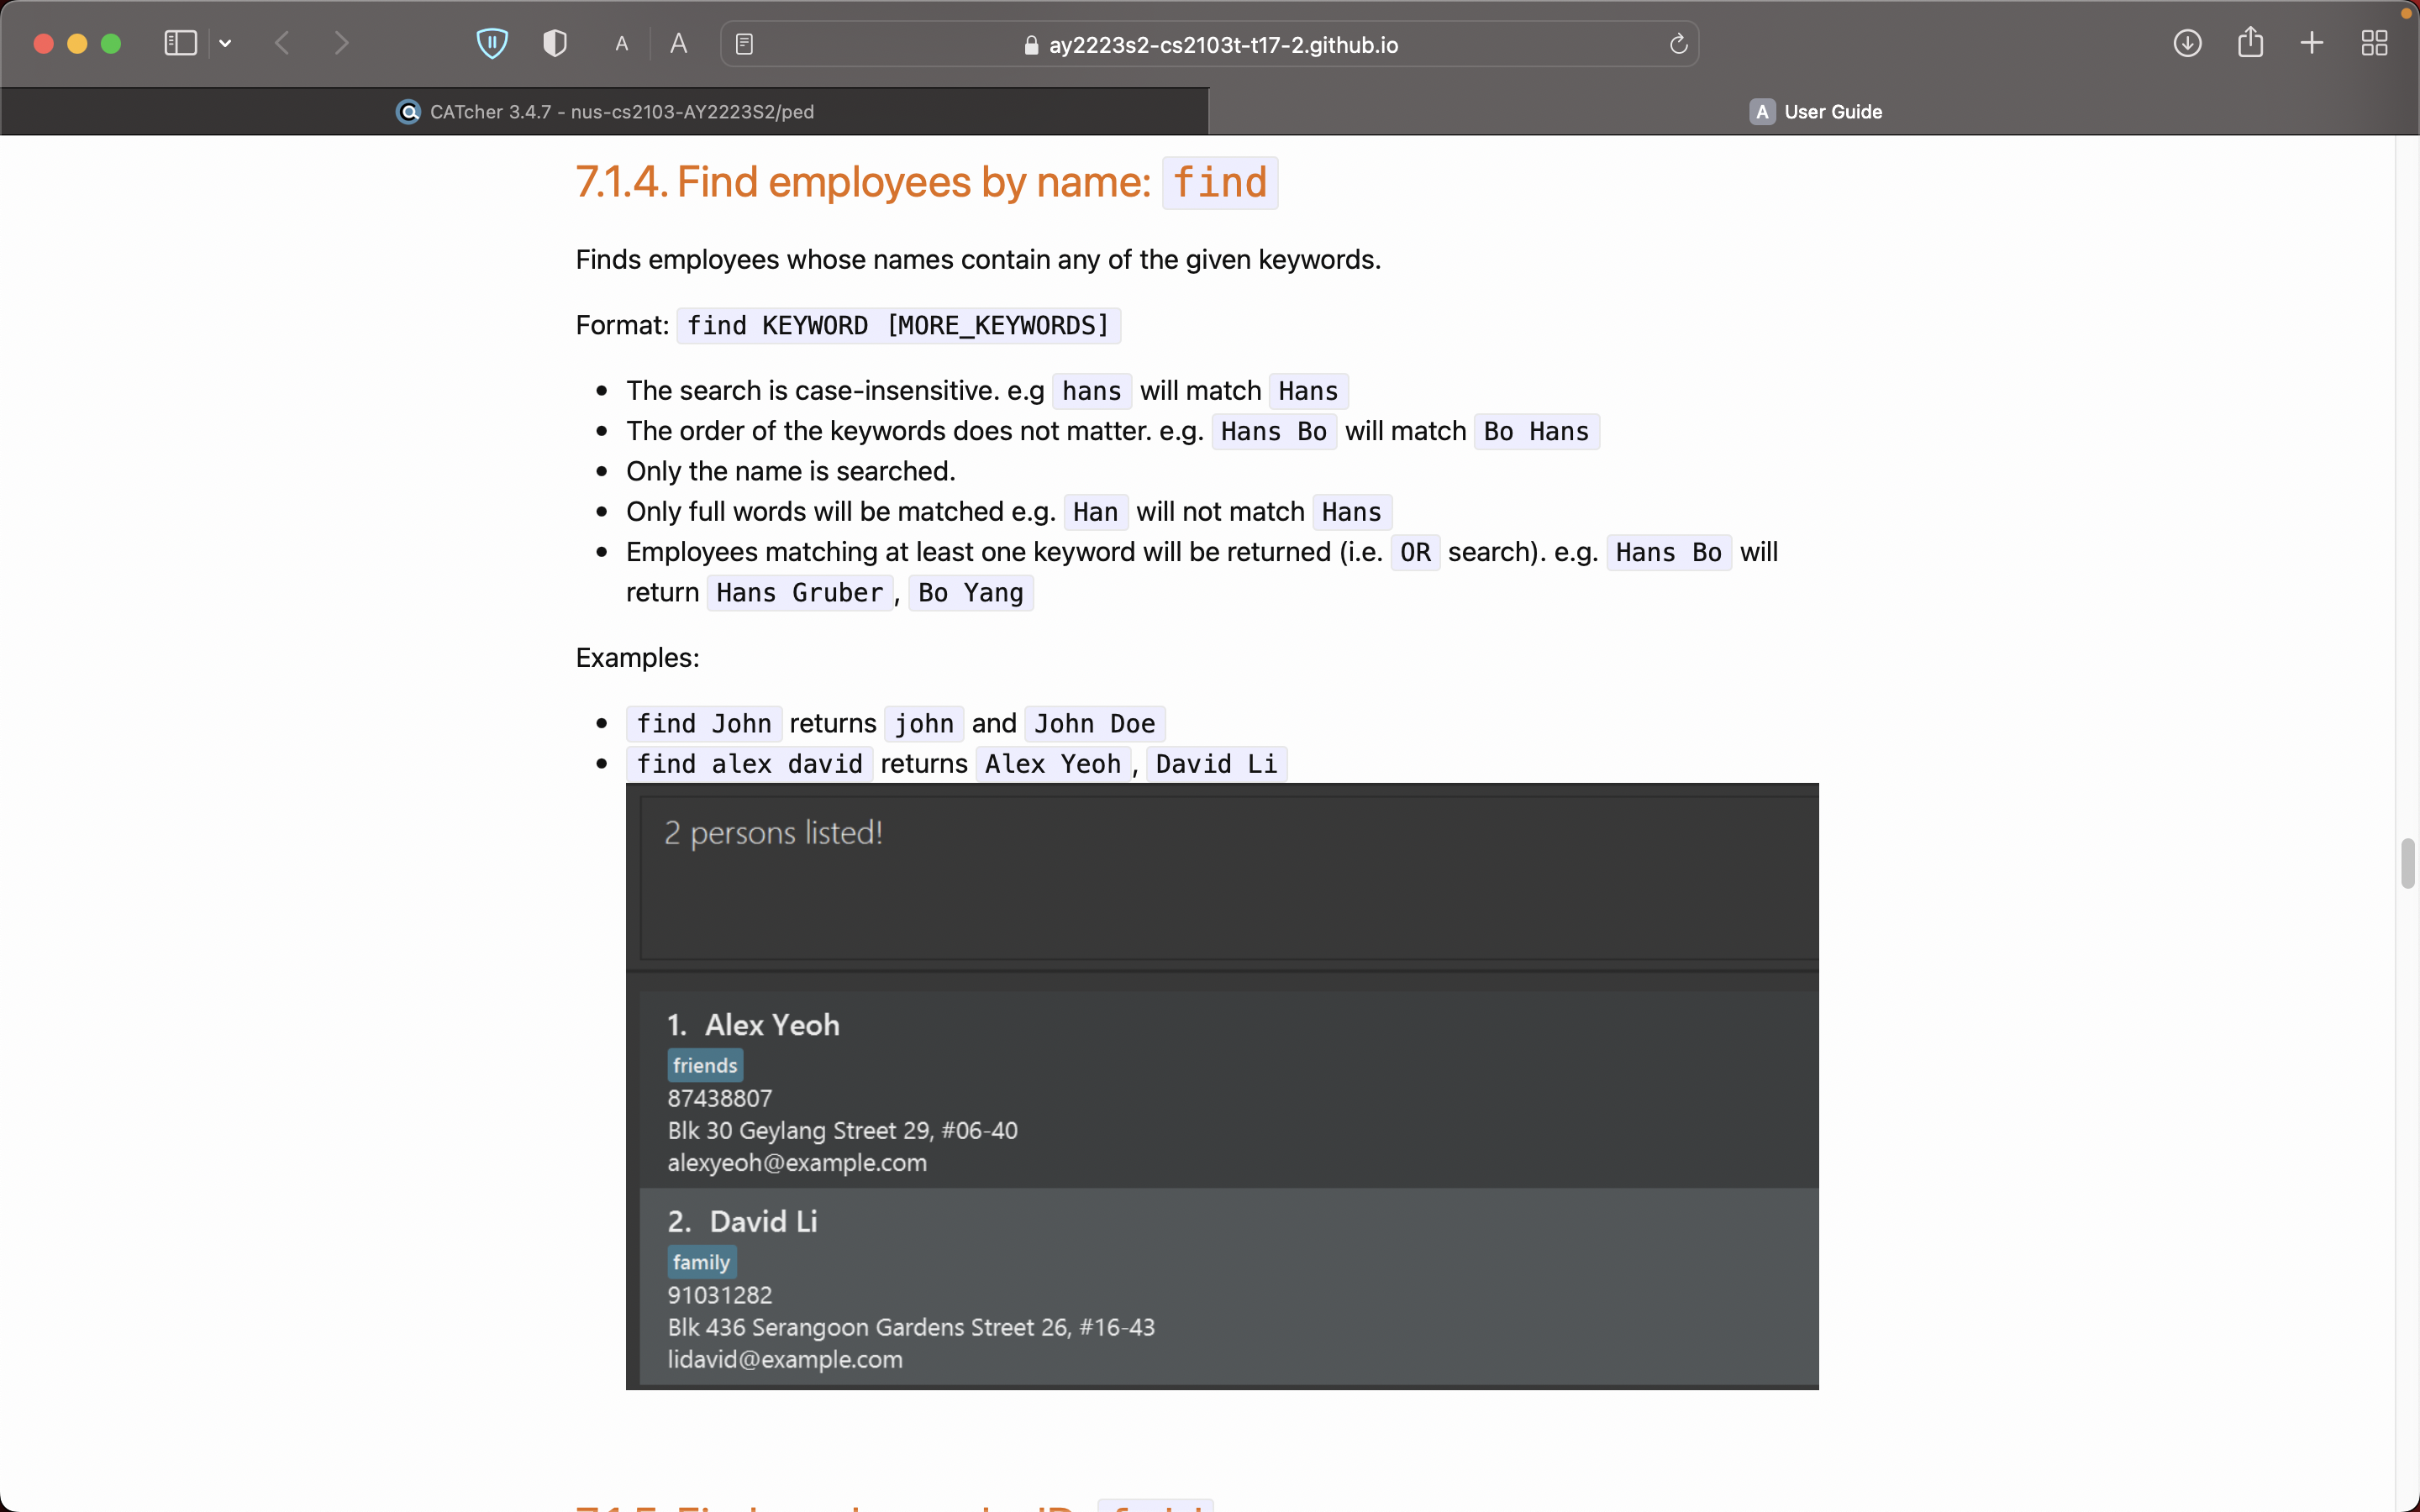 A A ay2223s2-cs2103t-t17-2.github.io
CATcher 3.4.7 - nus-cs2103-AY2223S2/ped
A User Guide
7.1.4. Find employees by name: find
Finds employees whose names contain any of the given keywords.
Format: find KEYWORD [MORE_KEYWORDS]
• The search is case-insensitive. e.g hans will match Hans
• The order of the keywords does not matter. e.g. Hans Bo will match Bo Hans
• Only the name is searched.
• Only full words will be matched e.g. Han will not match Hans
• Employees matching at least one keyword will be returned (i.e. OR search). e.g. Hans Bo will
return Hans Gruber, Bo Yang
Examples:
• find John returns john and John Doe
• find alex david returns Alex Yeoh, David Li
2 persons listed!
1. Alex Yeoh
friends
87438807
Blk 30 Geylang Street 29, #06-40
alexyeoh@example.com
2. David Li
family
91031282
Blk 436 Serangoon Gardens Street 26, #16-43
lidavid@example.com